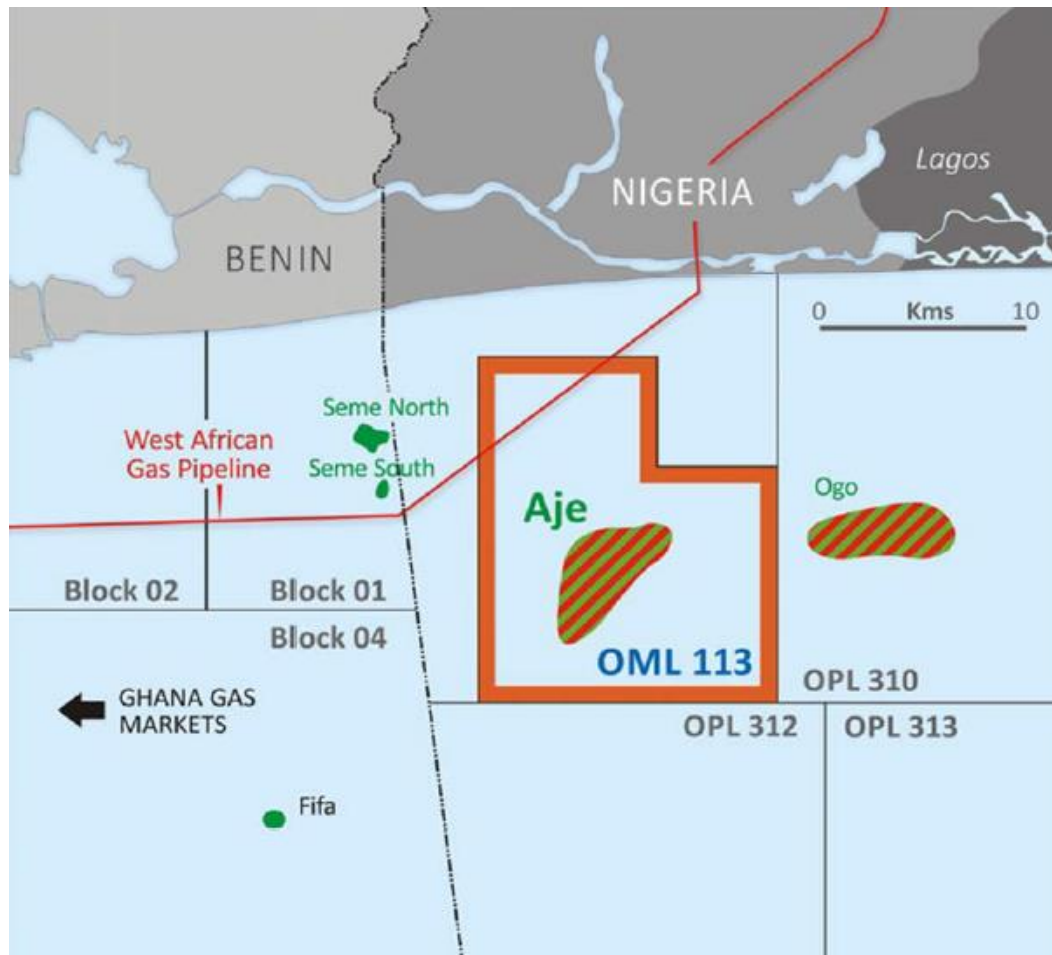 Lagos
NIGERIA
BENIN
0 Kms 10
Seme North
West African
Gas Pipeline
Seme South
Aje
Ogo
Block 02
Block 01
Block 04
OML 113
OPL 310
GHANA GAS
MARKETS
OPL 312
OPL 313
Fifa